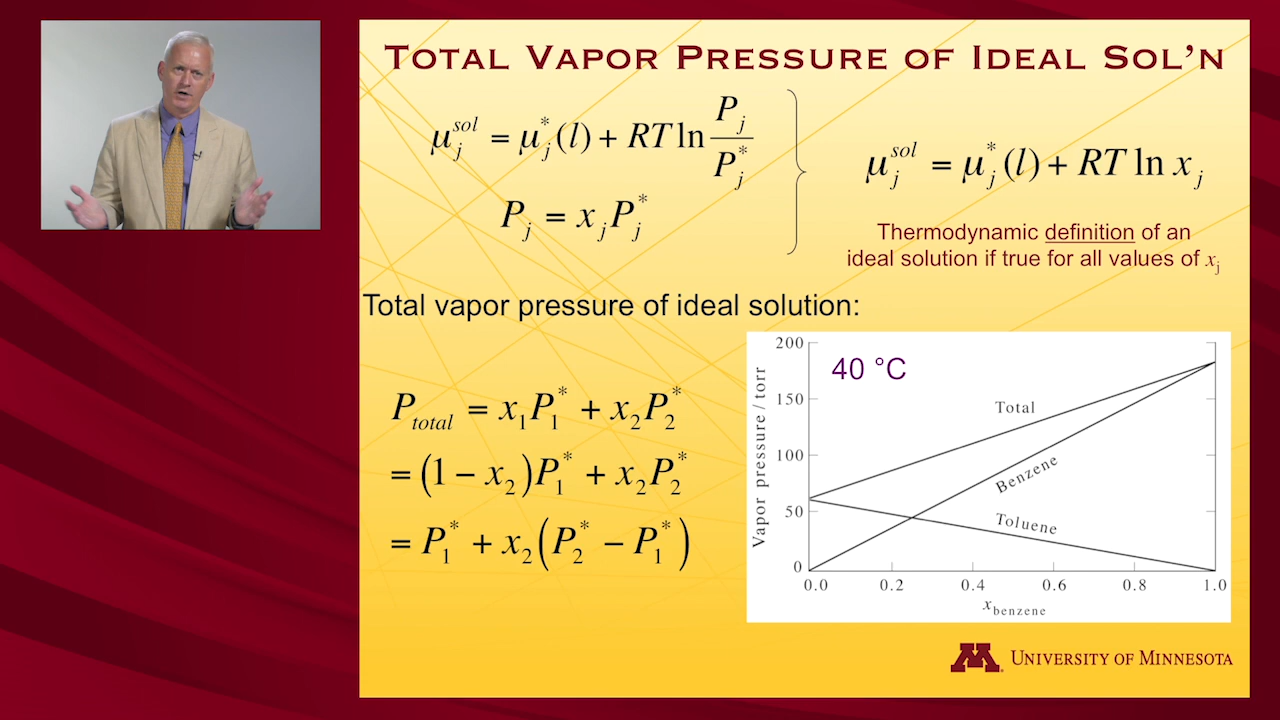 TOTAL VAPOR PRESSURE OF IDEAL SOL'N
μ_j^{sol} = μ_j^*(l) + RT ln P_j / P_j^*
P_j = x_j P_j^*
μ_j^{sol} = μ_j^*(l) + RT ln x_j
Thermodynamic definition of an
ideal solution if true for all values of x_j
Total vapor pressure of ideal solution:
P_{total} = x_1 P_1^* + x_2 P_2^*
= (1 − x_2) P_1^* + x_2 P_2^*
= P_1^* + x_2 (P_2^* − P_1^*)
40 °C
Vapor pressure / torr
200
150
100
50
0
Total
Benzene
Toluene
0.0 0.2 0.4 0.6 0.8 1.0
x_{benzene}
M UNIVERSITY OF MINNESOTA